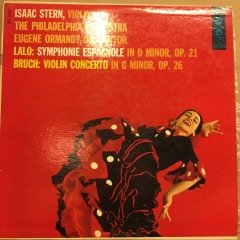 ISAAC STERN, VIOLIN
THE PHILADELPHIA ORCHESTRA
EUGENE ORMANDY, CONDUCTOR
LALO: SYMPHONIE ESPAGNOLE IN D MINOR, OP. 21
BRUCH: VIOLIN CONCERTO IN G MINOR, OP. 26